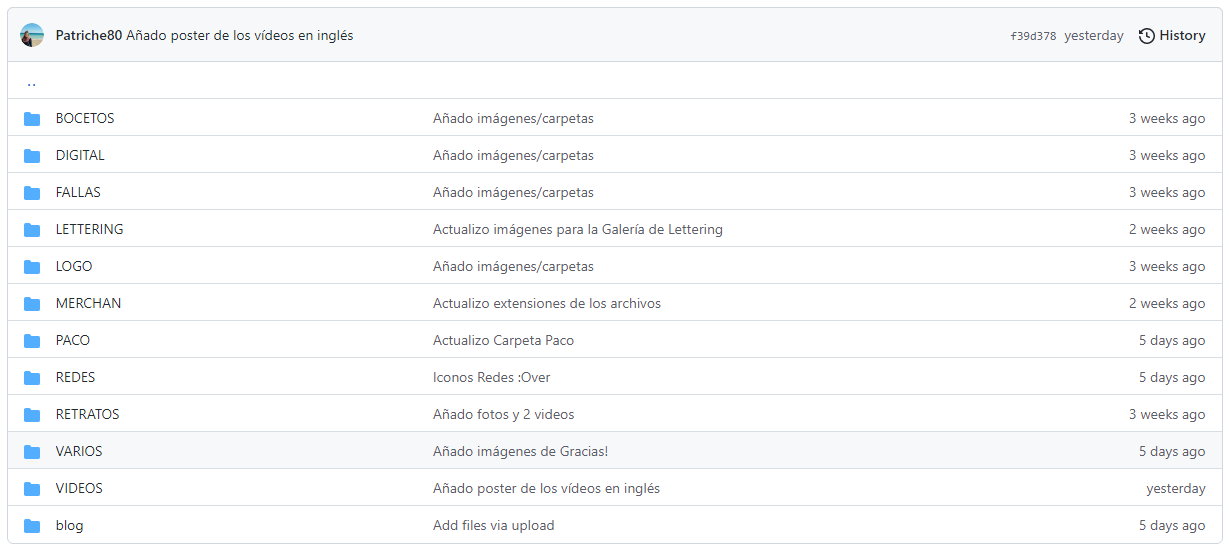 Patriche80 Añado poster de los vídeos en inglés f39d378 yesterday History
..
BOCETOS Añado imágenes/carpetas 3 weeks ago
DIGITAL Añado imágenes/carpetas 3 weeks ago
FALLAS Añado imágenes/carpetas 3 weeks ago
LETTERING Actualizo imágenes para la Galería de Lettering 2 weeks ago
LOGO Añado imágenes/carpetas 3 weeks ago
MERCHAN Actualizo extensiones de los archivos 2 weeks ago
PACO Actualizo Carpeta Paco 5 days ago
REDES Iconos Redes :Over 5 days ago
RETRATOS Añado fotos y 2 videos 3 weeks ago
VARIOS Añado imágenes de Gracias! 5 days ago
VIDEOS Añado poster de los vídeos en inglés yesterday
blog Add files via upload 5 days ago